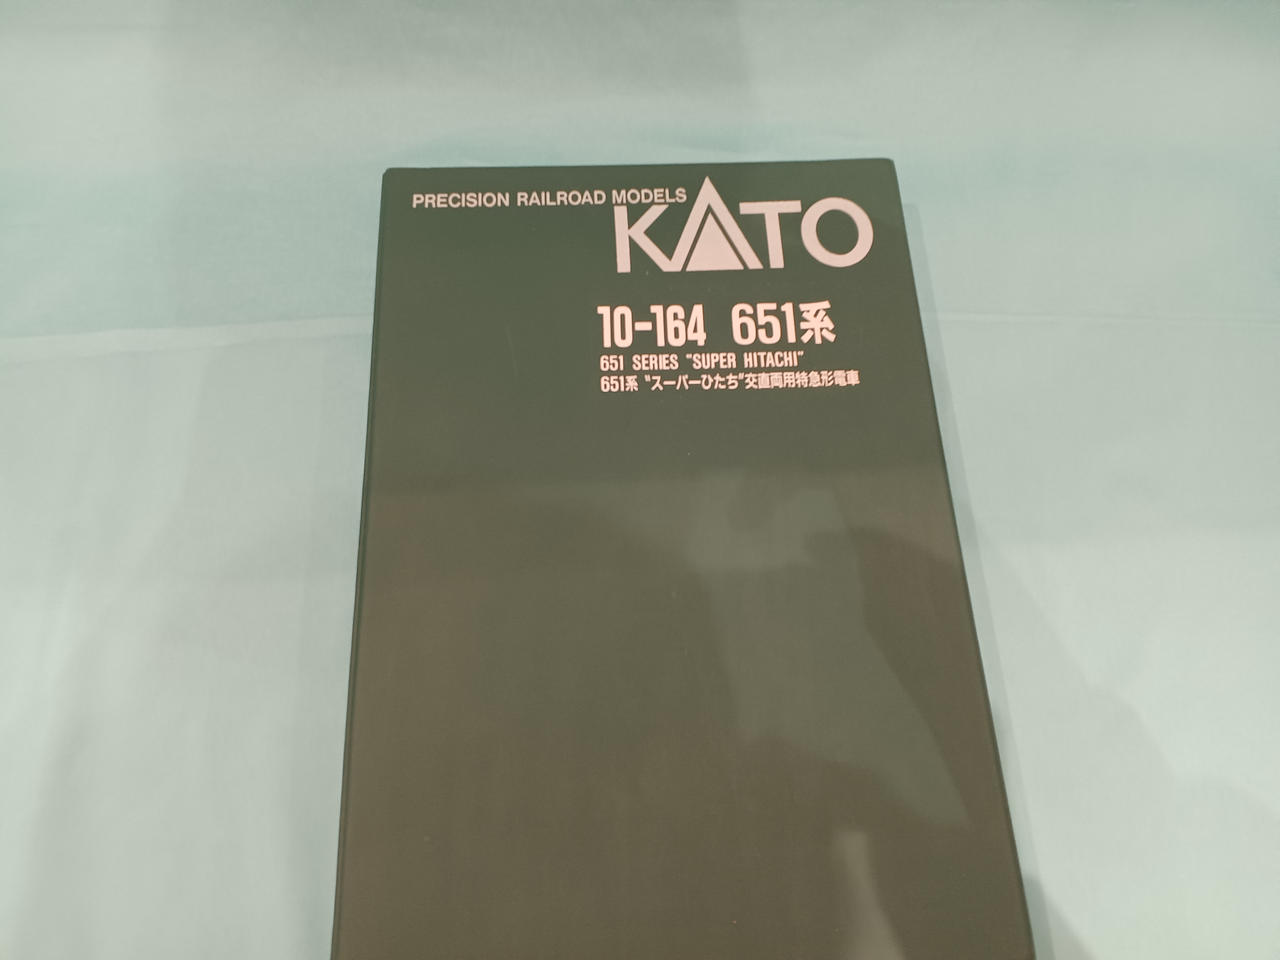 PRECISION RAILROAD MODELS
KATO
10-164 651系
651 SERIES "SUPER HITACHI"
651系 "スーパーひたち"交直両用特急形電車